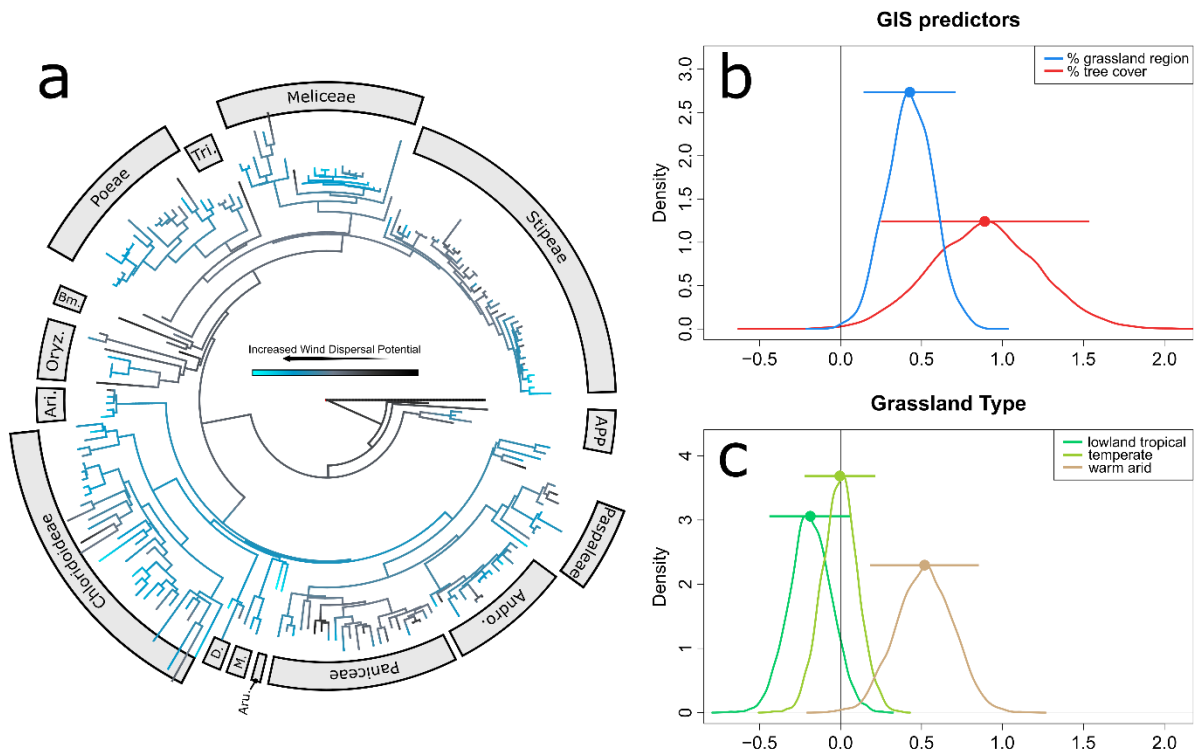 a
Meliceae
Tri.
Poeae
Stipeae
Bm.
Oryz.
Ari.
Increased Wind Dispersal Potential
APP
Chloridoideae
Paspaleae
Andro.
D.
M.
Aru.
Paniceae
GIS predictors
b
% grassland region
% tree cover
Density
3.0
2.5
2.0
1.5
1.0
0.5
0.0
−0.5 0.0 0.5 1.0 1.5 2.0
Grassland Type
c
lowland tropical
temperate
warm arid
Density
4
3
2
1
0
−0.5 0.0 0.5 1.0 1.5 2.0